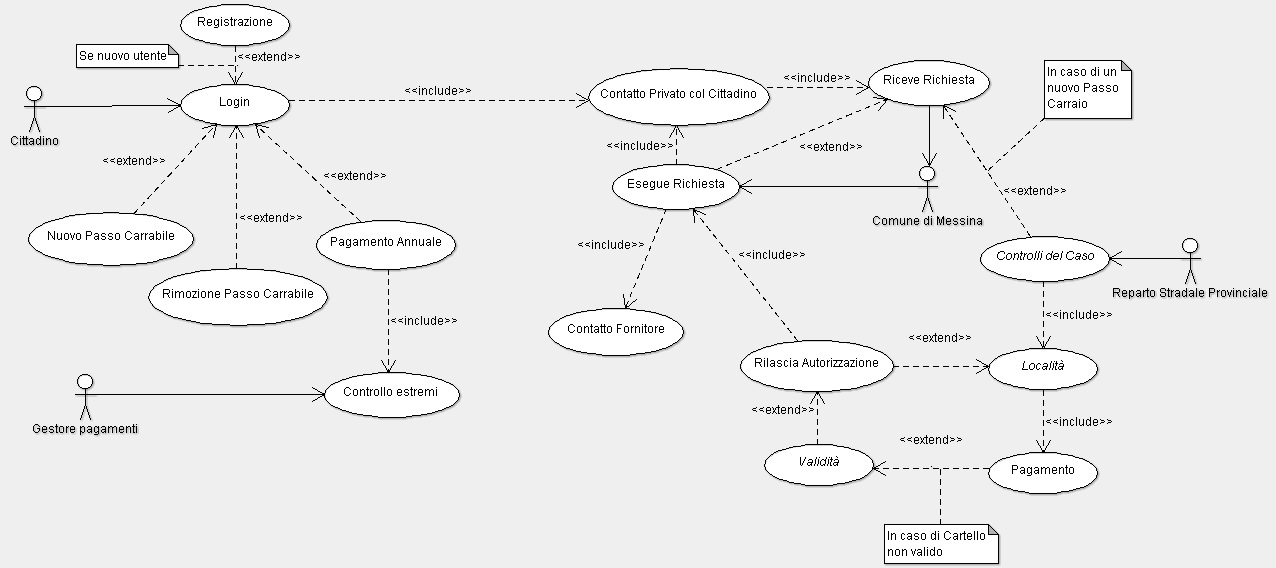 Registrazione
Se nuovo utente
<<extend>>
Login
Cittadino
<<include>>
Contatto Privato col Cittadino
<<include>>
Riceve Richiesta
In caso di un
nuovo Passo
Carraio
<<extend>>
<<extend>>
<<extend>>
Nuovo Passo Carrabile
Rimozione Passo Carrabile
Pagamento Annuale
<<include>>
Controllo estremi
Gestore pagamenti
<<include>>
<<extend>>
Esegue Richiesta
Comune di Messina
<<extend>>
Controlli del Caso
Reparto Stradale Provinciale
<<include>>
<<include>>
Contatto Fornitore
<<include>>
Rilascia Autorizzazione
<<extend>>
Località
<<extend>>
<<include>>
Validità
<<extend>>
Pagamento
In caso di Cartello
non valido